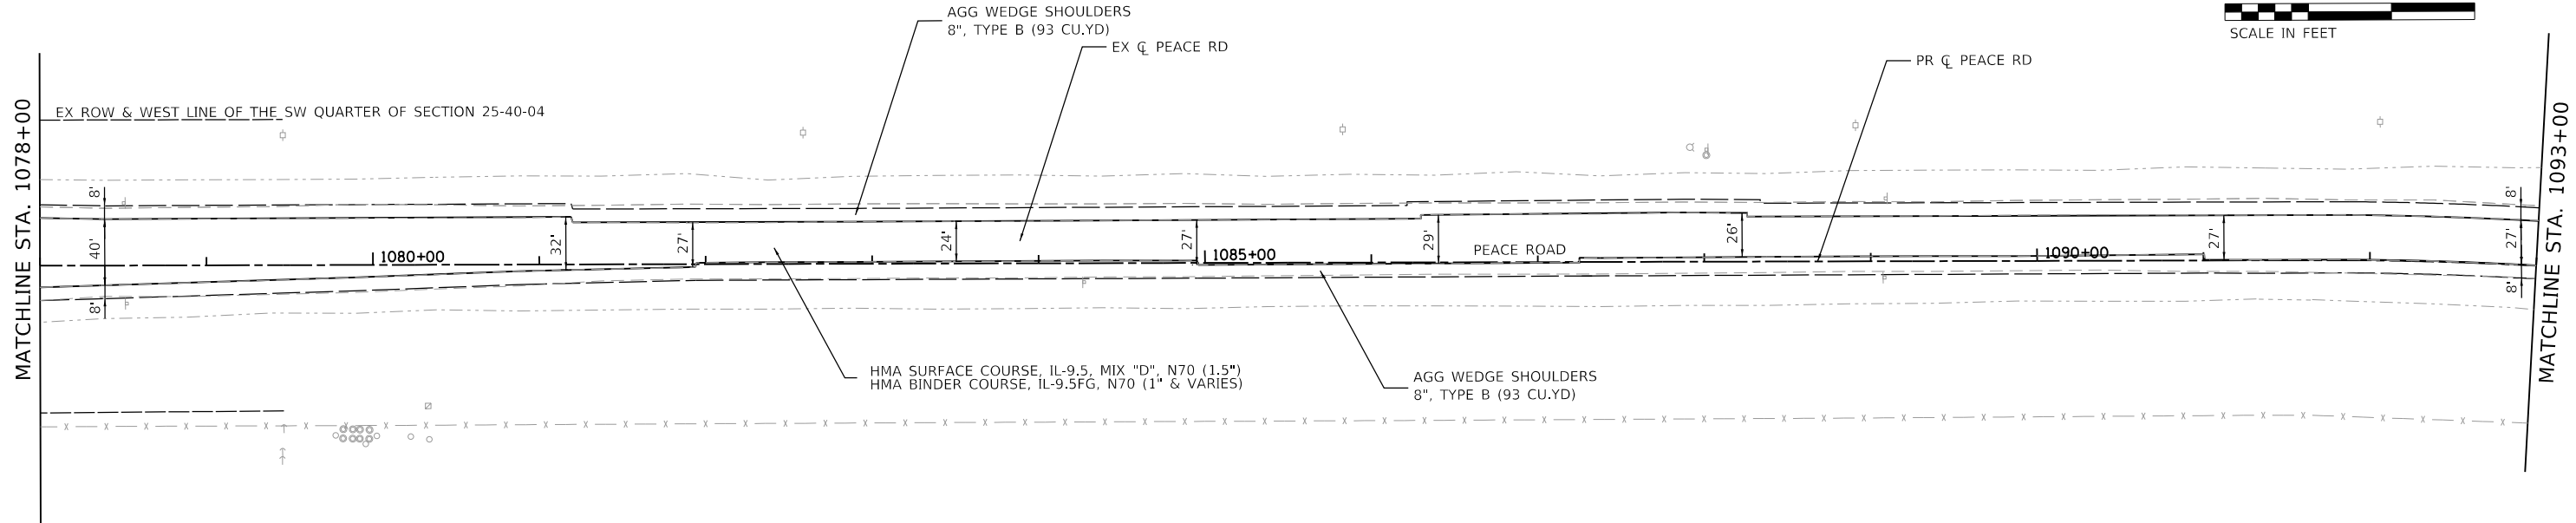 AGG WEDGE SHOULDERS
8", TYPE B (93 CU.YD)
EX ℄ PEACE RD
SCALE IN FEET
PR ℄ PEACE RD
MATCHLINE STA. 1078+00
EX ROW & WEST LINE OF THE SW QUARTER OF SECTION 25-40-04
MATCHLINE STA. 1093+00
8'
40'
8'
1080+00
32'
27'
24'
27'
1085+00
29'
PEACE ROAD
26'
1090+00
27'
8'
27'
8'
HMA SURFACE COURSE, IL-9.5, MIX "D", N70 (1.5")
HMA BINDER COURSE, IL-9.5FG, N70 (1" & VARIES)
AGG WEDGE SHOULDERS
8", TYPE B (93 CU.YD)